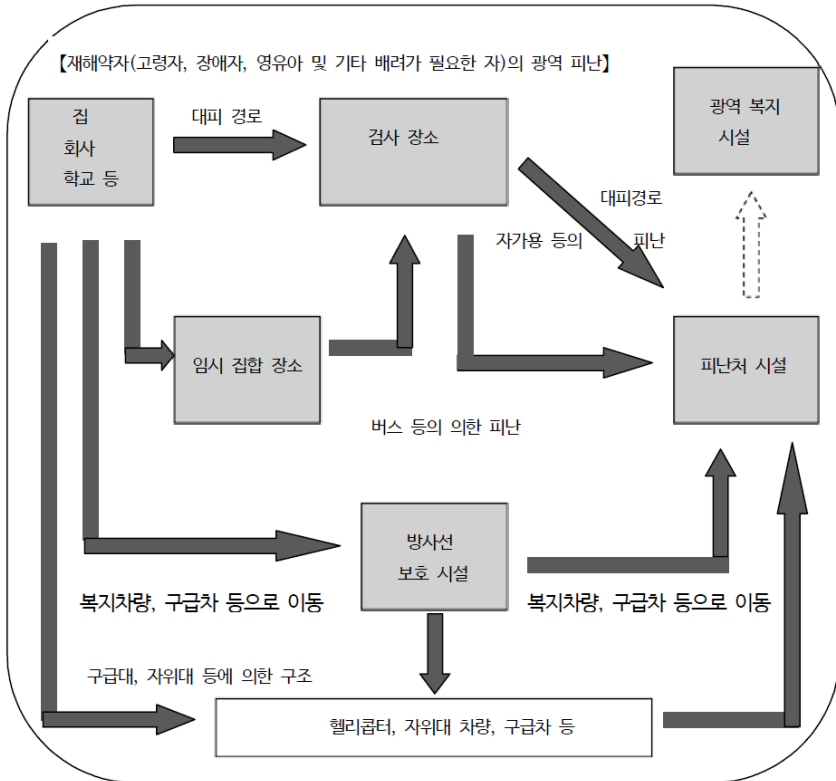 【재해약자(고령자, 장애자, 영유아 및 기타 배려가 필요한 자)의 광역 피난】
집
회사
학교 등
대피 경로
검사 장소
광역 복지
시설
대피경로
자가용 등의 피난
임시 집합 장소
피난처 시설
버스 등의 의한 피난
방사선
보호 시설
복지차량, 구급차 등으로 이동
복지차량, 구급차 등으로 이동
구급대, 자위대 등에 의한 구조
헬리콥터, 자위대 차량, 구급차 등